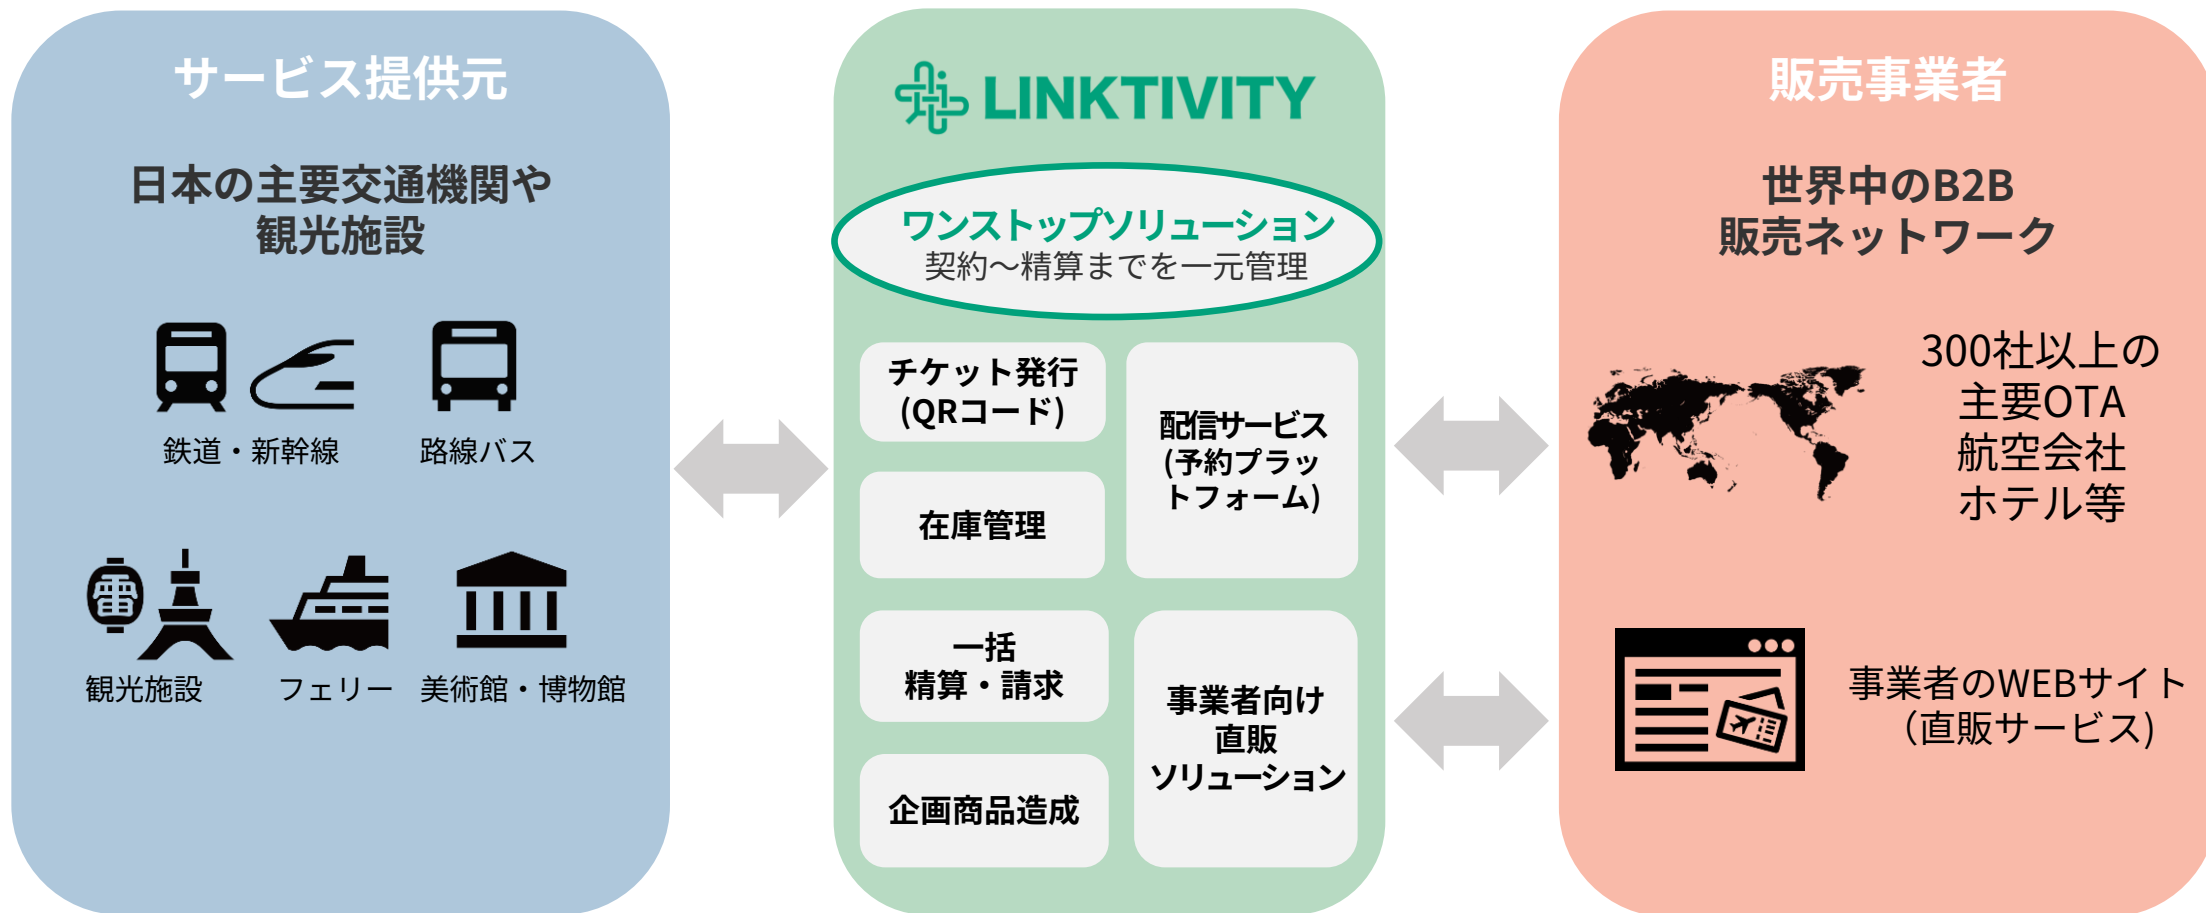 サービス提供元
日本の主要交通機関や
観光施設
鉄道・新幹線
路線バス
電
観光施設
フェリー
美術館・博物館
LINKTIVITY
ワンストップソリューション
契約～精算までを一元管理
チケット発行
(QRコード)
在庫管理
配信サービス
(予約プラッ
トフォーム)
一括
精算・請求
企画商品造成
事業者向け
直販
ソリューション
販売事業者
世界中のB2B
販売ネットワーク
300社以上の
主要OTA
航空会社
ホテル等
事業者のWEBサイト
（直販サービス)